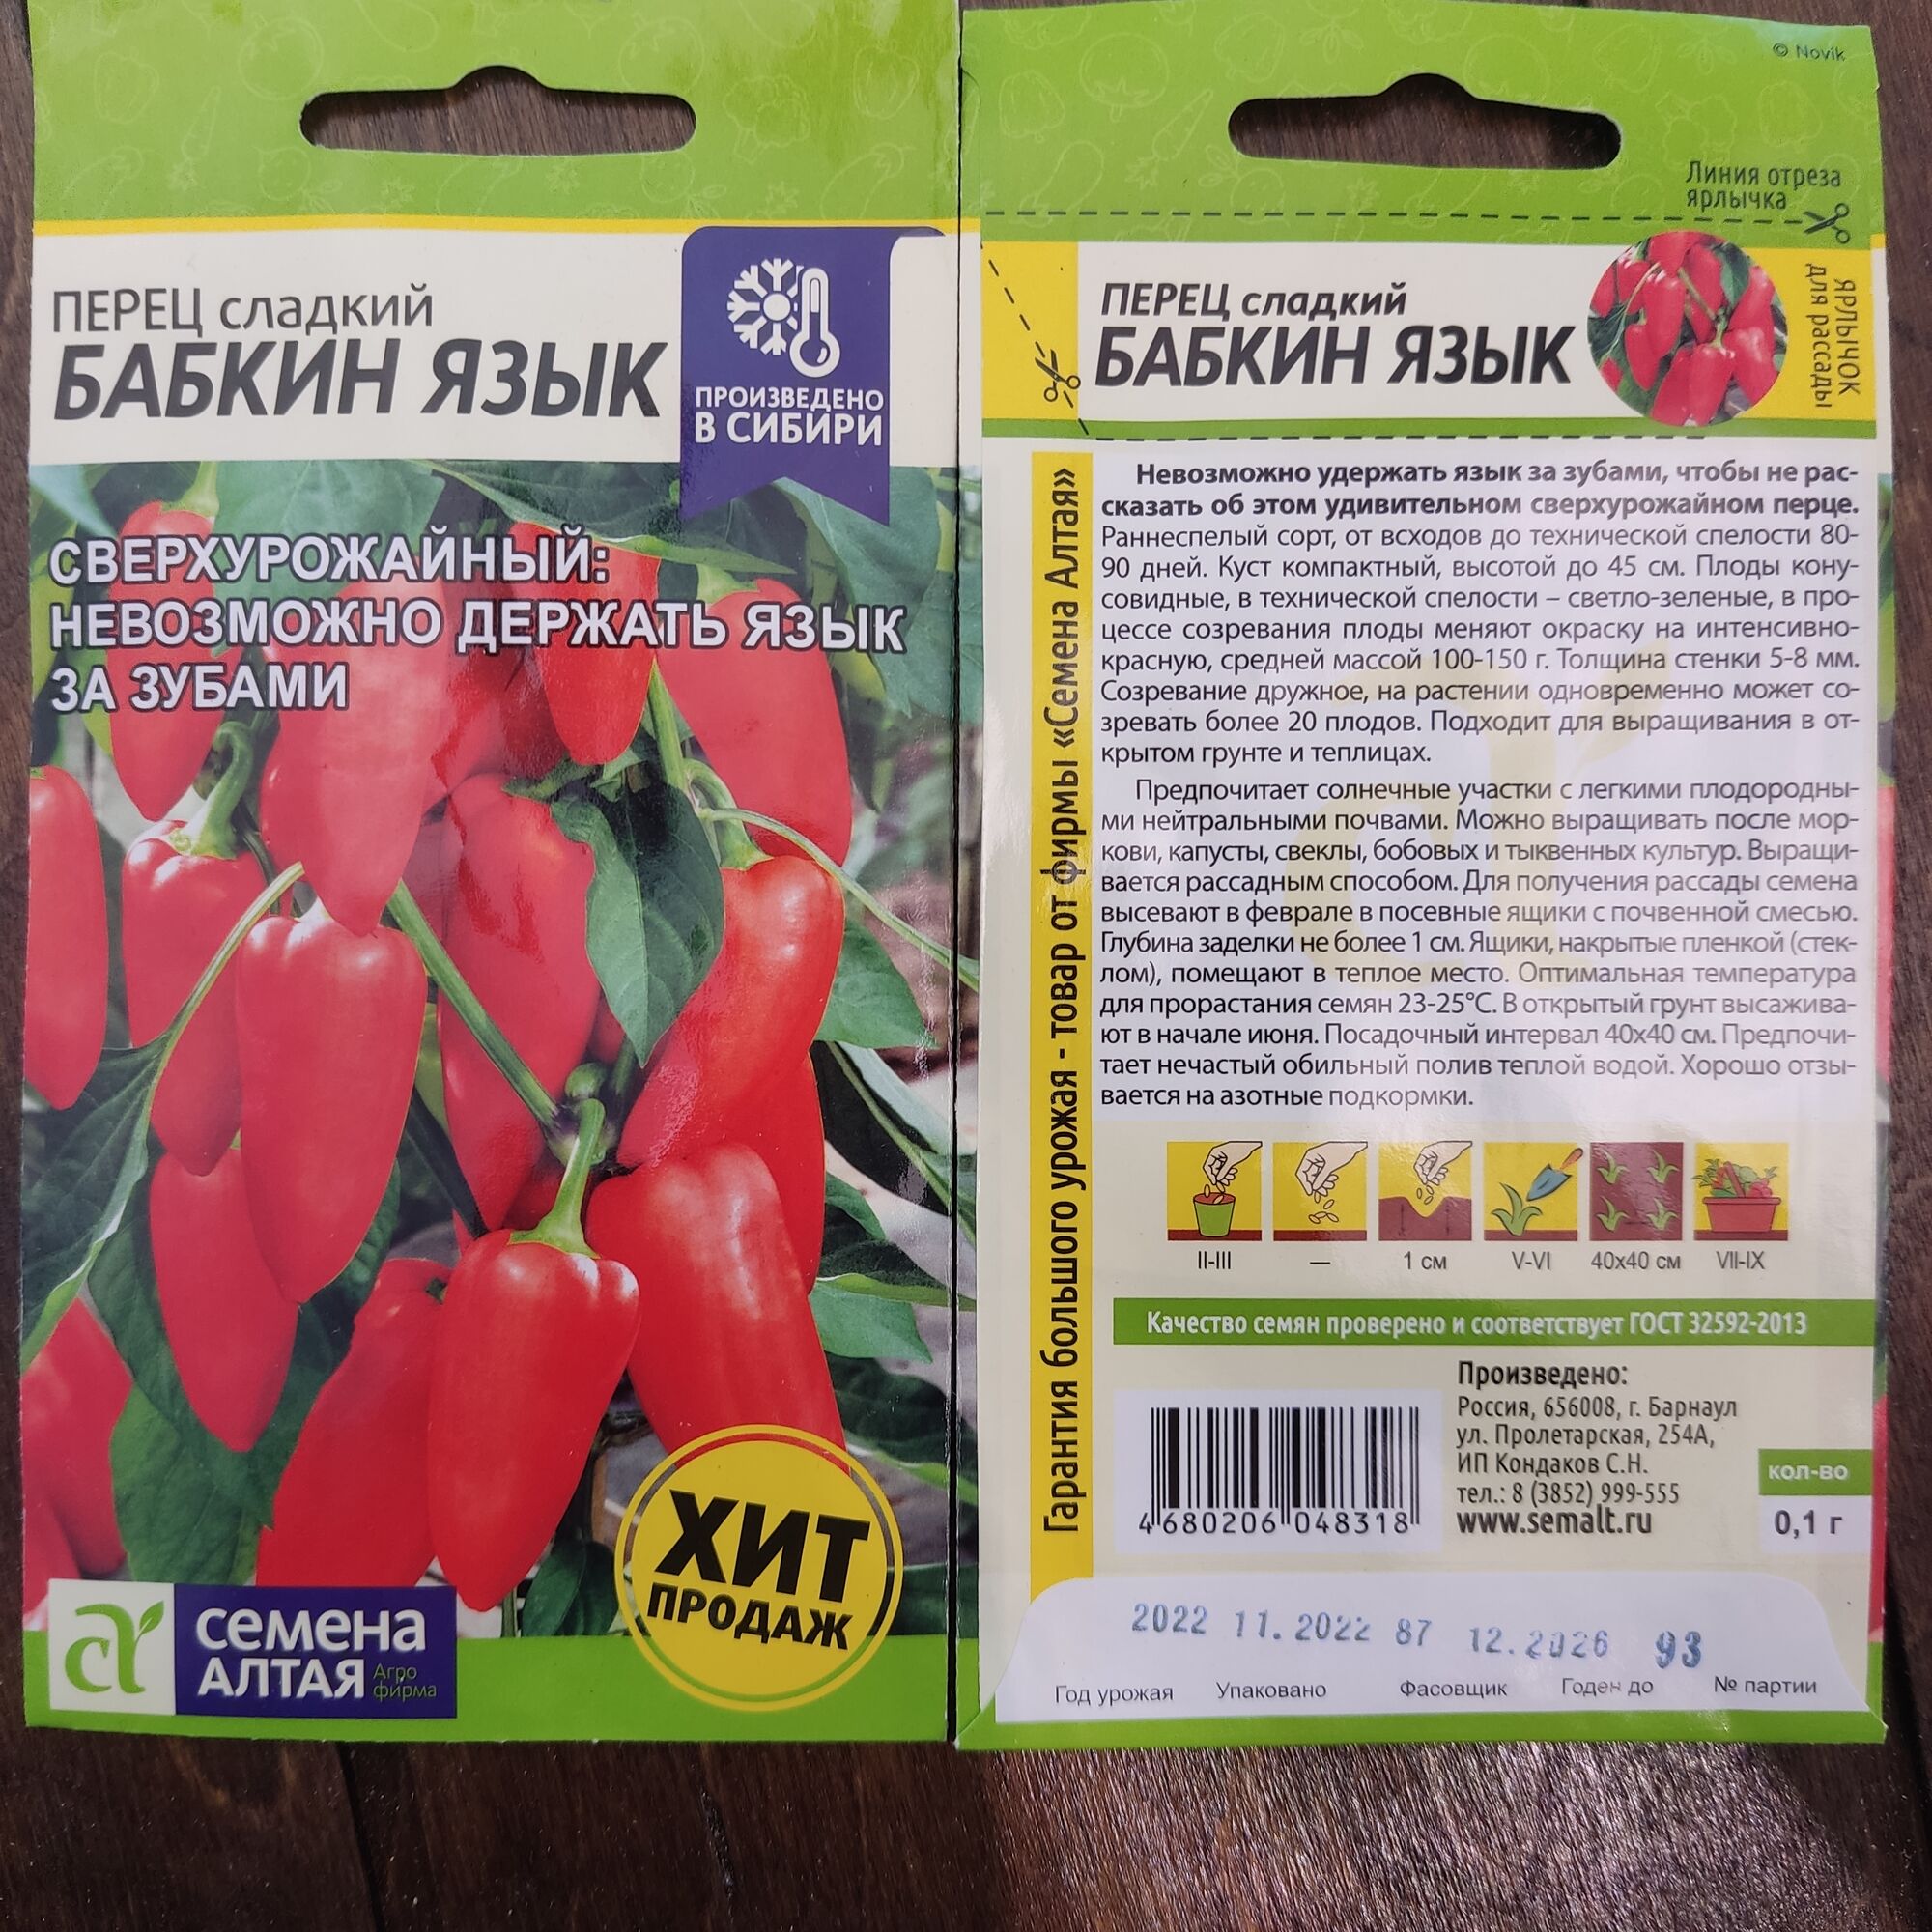 ПЕРЕЦ сладкий
БАБКИН ЯЗЫК
ПРОИЗВЕДЕНО
В СИБИРИ
СВЕРХУРОЖАЙНЫЙ:
НЕВОЗМОЖНО ДЕРЖАТЬ ЯЗЫК
ЗА ЗУБАМИ
ХИТ
ПРОДАЖ
семена
АЛТАЯ
Агро
фирма
© Novik
Линия отреза
ярлычка
ПЕРЕЦ сладкий
БАБКИН ЯЗЫК
ЯРЛЫЧОК
для рассады
Гарантия большого урожая - товар от фирмы «Семена Алтая»
Невозможно удержать язык за зубами, чтобы не рас-
сказать об этом удивительном сверхурожайном перце.
Раннеспелый сорт, от всходов до технической спелости 80-
90 дней. Куст компактный, высотой до 45 см. Плоды кону-
совидные, в технической спелости – светло-зеленые, в про-
цессе созревания плоды меняют окраску на интенсивно-
красную, средней массой 100-150 г. Толщина стенки 5-8 мм.
Созревание дружное, на растении одновременно может со-
зревать более 20 плодов. Подходит для выращивания в от-
крытом грунте и теплицах.
Предпочитает солнечные участки с легкими плодородны-
ми нейтральными почвами. Можно выращивать после мор-
кови, капусты, свеклы, бобовых и тыквенных культур. Выращи-
вается рассадным способом. Для получения рассады семена
высевают в феврале в посевные ящики с почвенной смесью.
Глубина заделки не более 1 см. Ящики, накрытые пленкой (стек-
лом), помещают в теплое место. Оптимальная температура
для прорастания семян 23-25°С. В открытый грунт высажива-
ют в начале июня. Посадочный интервал 40х40 см. Предпочи-
тает нечастый обильный полив теплой водой. Хорошо отзы-
вается на азотные подкормки.
II-III — 1 см V-VI 40х40 см VII-IX
Качество семян проверено и соответствует ГОСТ 32592-2013
Произведено:
Россия, 656008, г. Барнаул
ул. Пролетарская, 254А,
ИП Кондаков С.Н.
тел.: 8 (3852) 999-555
www.semalt.ru
кол-во
0,1 г
4 680206 048318
2022 11.2022 87 12.2026 93
Год урожая Упаковано Фасовщик Годен до № партии